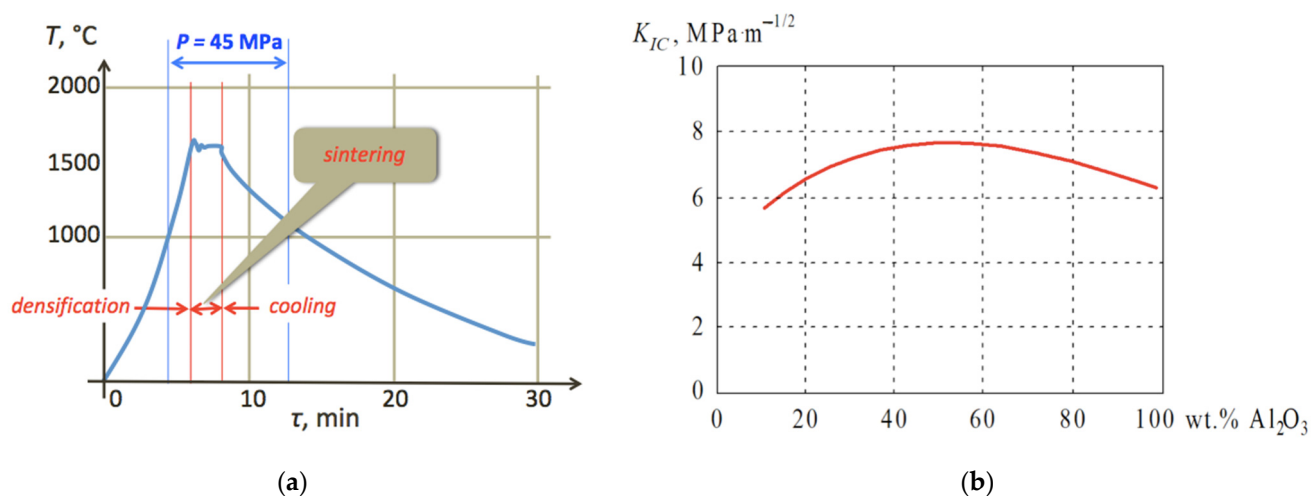 T, °C
P = 45 MPa
2000
1500
1000
sintering
densification
cooling
0
10
20
30
τ, min
(a)
K_IC, MPa·m^−1/2
10
8
6
4
2
0
0
20
40
60
80
100
wt.% Al₂O₃
(b)